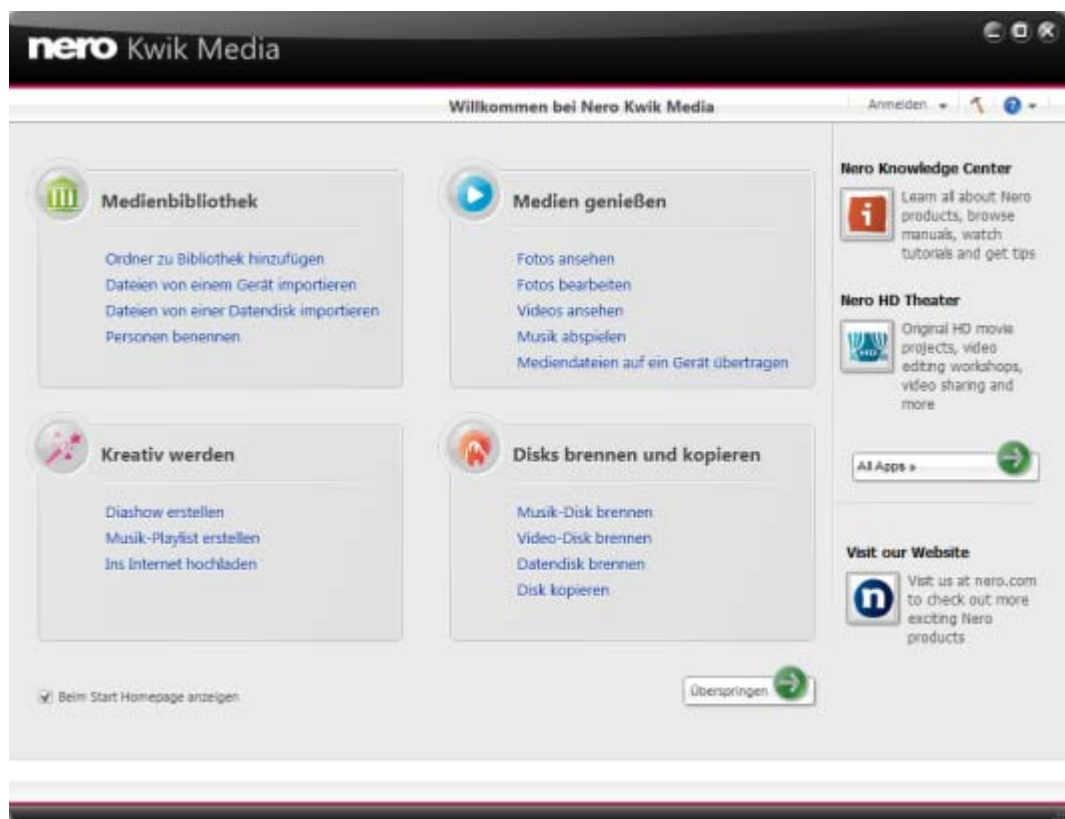 nero Kwik Media
Willkommen bei Nero Kwik Media
Anmelden
Medienbibliothek
Ordner zu Bibliothek hinzufügen
Dateien von einem Gerät importieren
Dateien von einer Datendisk importieren
Personen benennen
Medien genießen
Fotos ansehen
Fotos bearbeiten
Videos ansehen
Musik abspielen
Mediendateien auf ein Gerät übertragen
Kreativ werden
Diashow erstellen
Musik-Playlist erstellen
Ins Internet hochladen
Disks brennen und kopieren
Musik-Disk brennen
Video-Disk brennen
Datendisk brennen
Disk kopieren
Beim Start Homepage anzeigen
Überspringen
Nero Knowledge Center
i
Learn all about Nero
products, browse
manuals, watch
tutorials and get tips
Nero HD Theater
HD
Original HD movie
projects, video
editing workshops,
video sharing and
more
All Apps »
Visit our Website
n
Visit us at nero.com
to check out more
exciting Nero
products